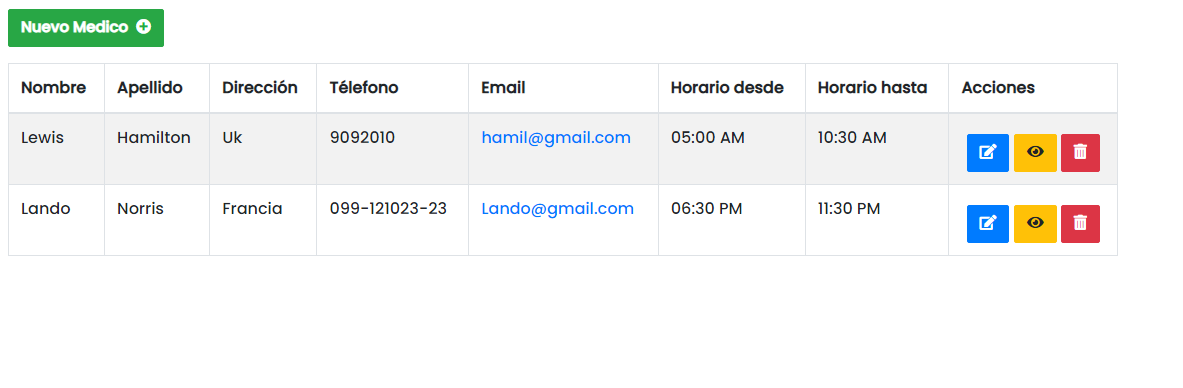 Nuevo Medico
Nombre Apellido Dirección Télefono Email Horario desde Horario hasta Acciones
Lewis Hamilton Uk 9092010 hamil@gmail.com 05:00 AM 10:30 AM
Lando Norris Francia 099-121023-23 Lando@gmail.com 06:30 PM 11:30 PM